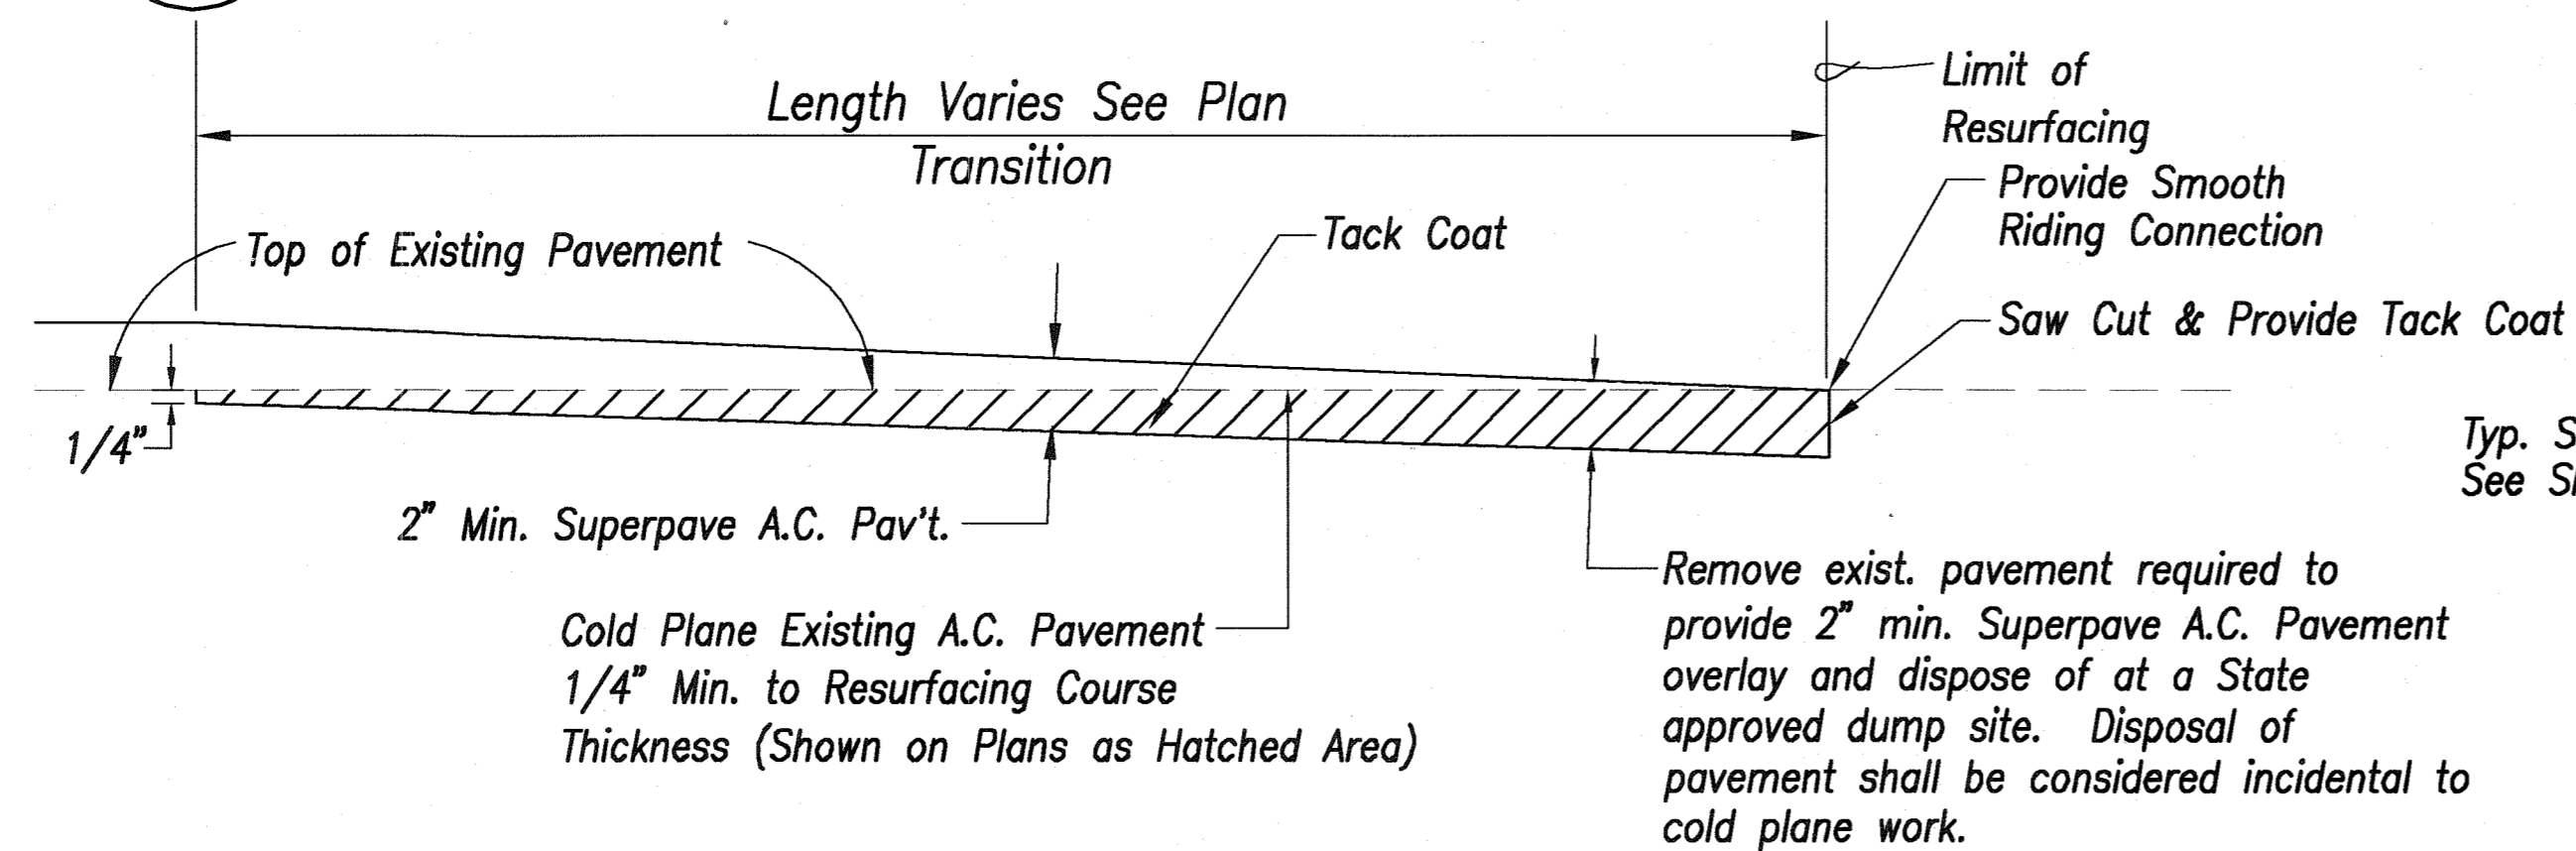 Length Varies See Plan
Transition
Limit of
Resurfacing
Provide Smooth
Riding Connection
Top of Existing Pavement
Tack Coat
Saw Cut & Provide Tack Coat
1/4"
Typ.
See
2" Min. Superpave A.C. Pav't.
Cold Plane Existing A.C. Pavement
1/4" Min. to Resurfacing Course
Thickness (Shown on Plans as Hatched Area)
Remove exist. pavement required to
provide 2" min. Superpave A.C. Pavement
overlay and dispose of at a State
approved dump site. Disposal of
pavement shall be considered incidental to
cold plane work.